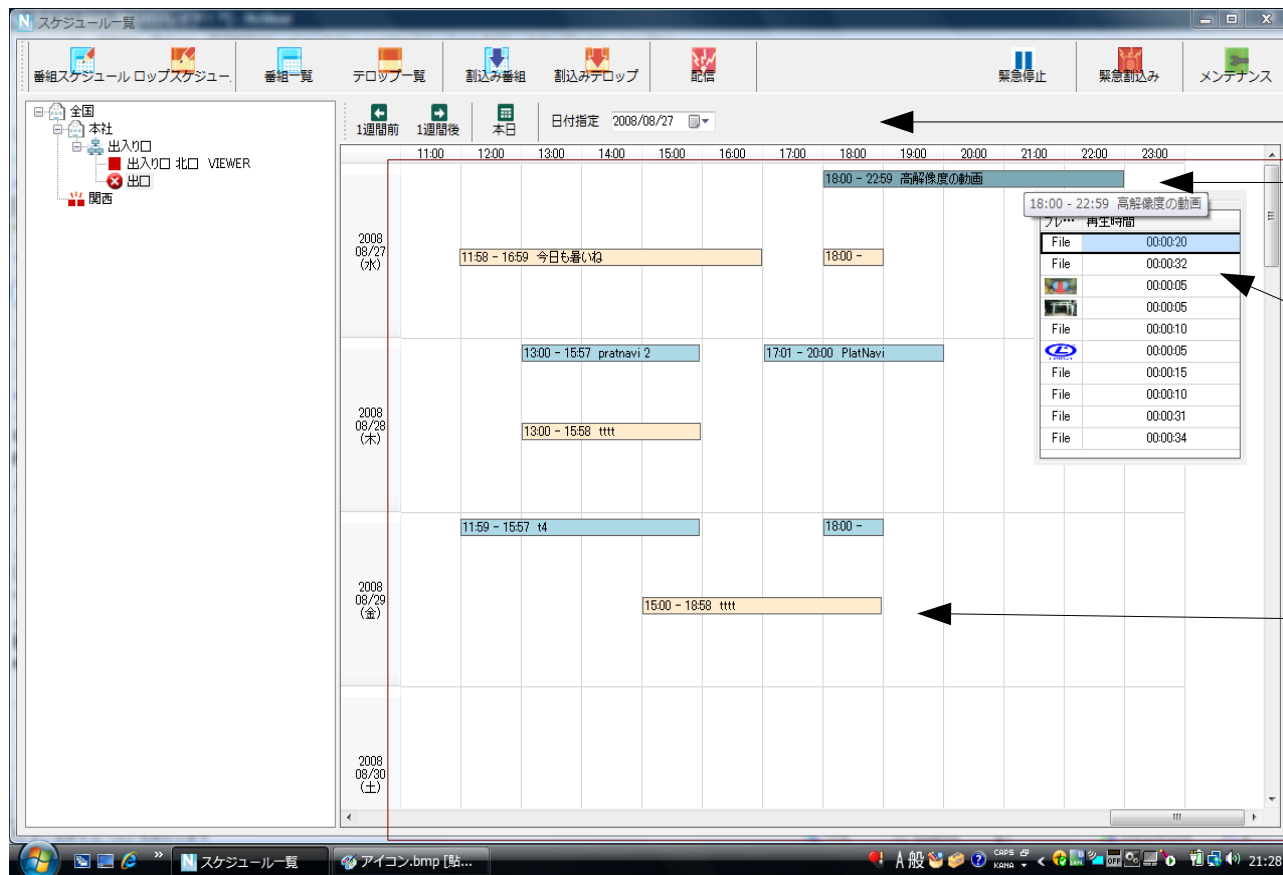 スケジュール一覧
番組スケジュール ロップスケジュー. 番組一覧 テロップ一覧 割込み番組 割込みテロップ 配信 緊急停止 緊急割込み メンテナンス
全国
本社
出入り口
出入り口 北口 VIEWER
出口
関西
1週間前 1週間後 本日 日付指定 2008/08/27
11:00 12:00 13:00 14:00 15:00 16:00 17:00 18:00 19:00 20:00 21:00 22:00 23:00
2008
08/27
(水)
18:00 - 22:59 高解像度の動画
18:00 - 22:59 高解像度の動画
11:58 - 16:59 今日も暑いね
18:00 -
プレ… 再生時間
File 00:00:20
File 00:00:32
00:00:05
00:00:05
File 00:00:10
00:00:05
File 00:00:15
File 00:00:10
File 00:00:31
File 00:00:34
2008
08/28
(木)
13:00 - 15:57 pratnavi 2
17:01 - 20:00 PlatNavi
13:00 - 15:58 tttt
2008
08/29
(金)
11:59 - 15:57 t4
18:00 -
15:00 - 18:58 tttt
2008
08/30
(土)
スケジュール一覧
アイコン.bmp [貼...
A 般
CAPS
KANA
OFF
21:28